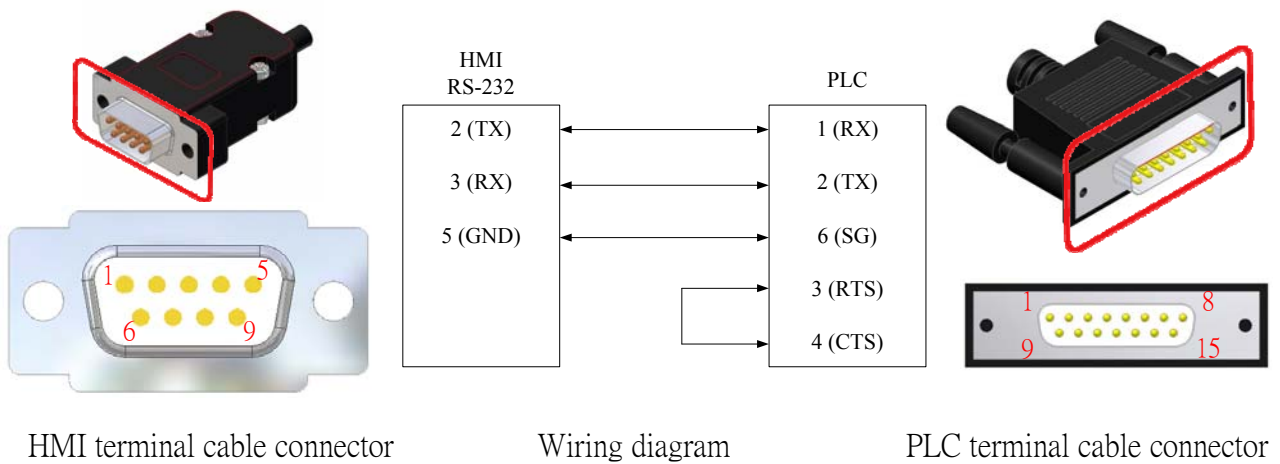 HMI
RS-232
PLC
2 (TX)
1 (RX)
3 (RX)
2 (TX)
5 (GND)
6 (SG)
3 (RTS)
4 (CTS)
1
5
6
9
1
8
9
15
HMI terminal cable connector
Wiring diagram
PLC terminal cable connector